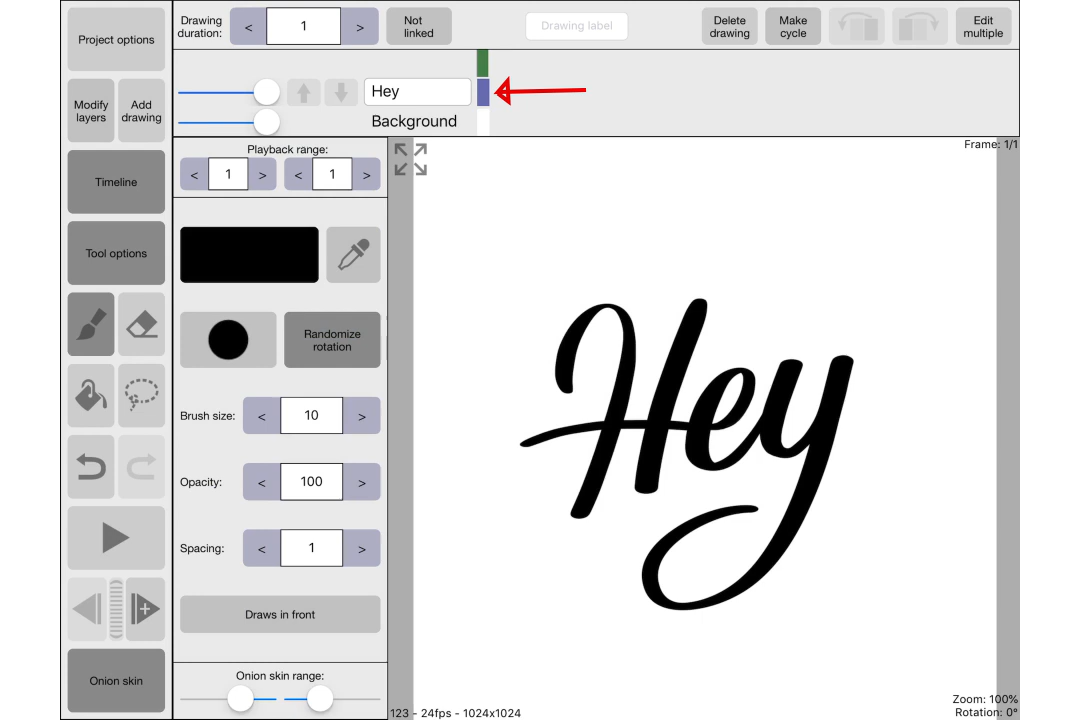 Project options
Modify layers
Add drawing
Timeline
Tool options
Onion skin
Drawing duration:
< 1 >
Not linked
Drawing label
Delete drawing
Make cycle
Edit multiple
Hey
Background
Playback range:
< 1 > < 1 >
Randomize rotation
Brush size: < 10 >
Opacity: < 100 >
Spacing: < 1 >
Draws in front
Onion skin range:
Frame: 1/1
Hey
123 - 24fps - 1024x1024
Zoom: 100%
Rotation: 0°